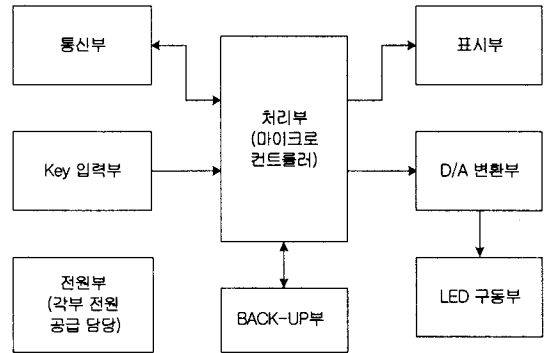 통신부
표시부
처리부
(마이크로
컨트롤러)
Key 입력부
D/A 변환부
전원부
(각부 전원
공급 담당)
BACK-UP부
LED 구동부